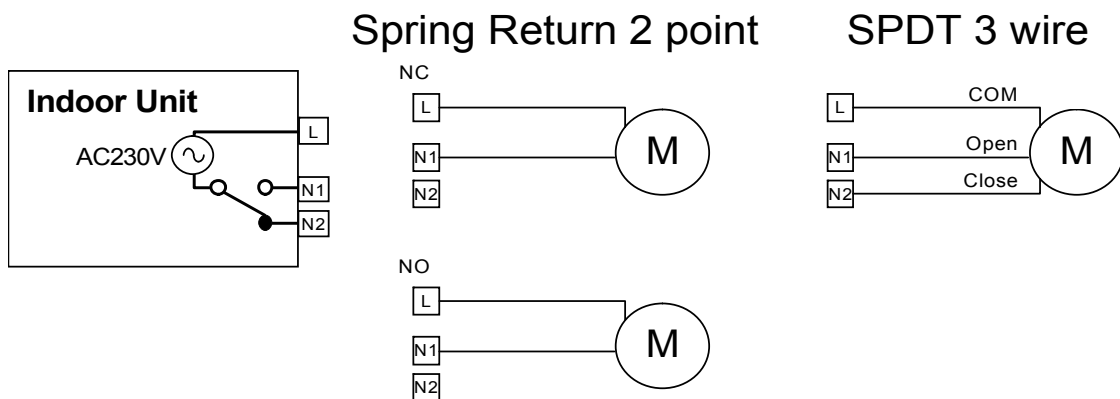 Spring Return 2 point
SPDT 3 wire
Indoor Unit
AC230V
L
N1
N2
NC
L
N1
N2
M
NO
L
N1
N2
M
L
N1
N2
COM
Open
Close
M